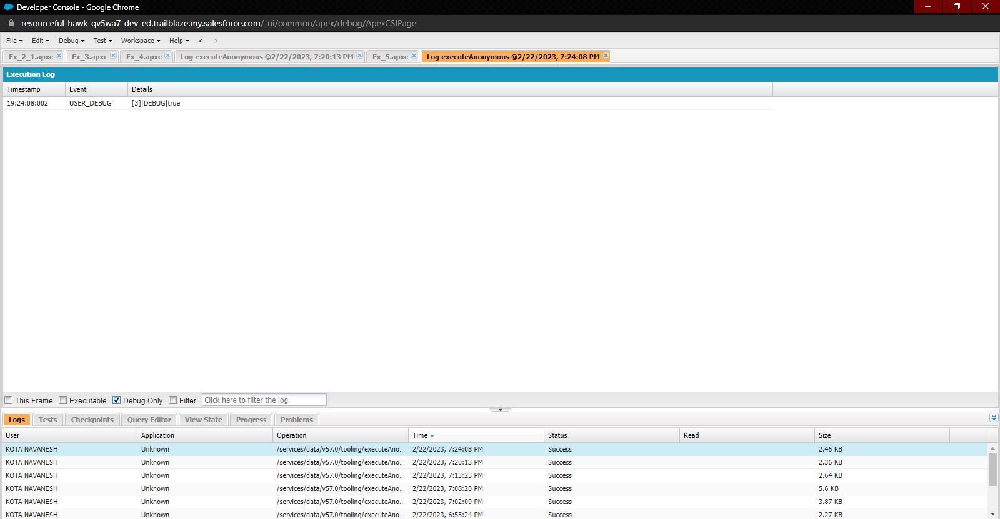 Developer Console - Google Chrome
resourceful-hawk-qv5wa7-dev-ed.trailblaze.my.salesforce.com/_ui/common/apex/debug/ApexCSIPage
File Edit Debug Test Workspace Help < >
Ex_2_1.apxc Ex_3.apxc Ex_4.apxc Log executeAnonymous @2/22/2023, 7:20:13 PM Ex_5.apxc Log executeAnonymous @2/22/2023, 7:24:08 PM
Execution Log
Timestamp Event Details
19:24:08:002 USER_DEBUG [3]|DEBUG|true
This Frame Executable Debug Only Filter Click here to filter the log
Logs Tests Checkpoints Query Editor View State Progress Problems
User Application Operation Time Status Read Size
KOTA NAVANESH Unknown /services/data/v57.0/tooling/executeAno... 2/22/2023, 7:24:08 PM Success 2.46 KB
KOTA NAVANESH Unknown /services/data/v57.0/tooling/executeAno... 2/22/2023, 7:20:13 PM Success 2.36 KB
KOTA NAVANESH Unknown /services/data/v57.0/tooling/executeAno... 2/22/2023, 7:13:23 PM Success 2.64 KB
KOTA NAVANESH Unknown /services/data/v57.0/tooling/executeAno... 2/22/2023, 7:08:20 PM Success 5.6 KB
KOTA NAVANESH Unknown /services/data/v57.0/tooling/executeAno... 2/22/2023, 7:02:09 PM Success 3.87 KB
KOTA NAVANESH Unknown /services/data/v57.0/tooling/executeAno... 2/22/2023, 6:55:24 PM Success 2.27 KB